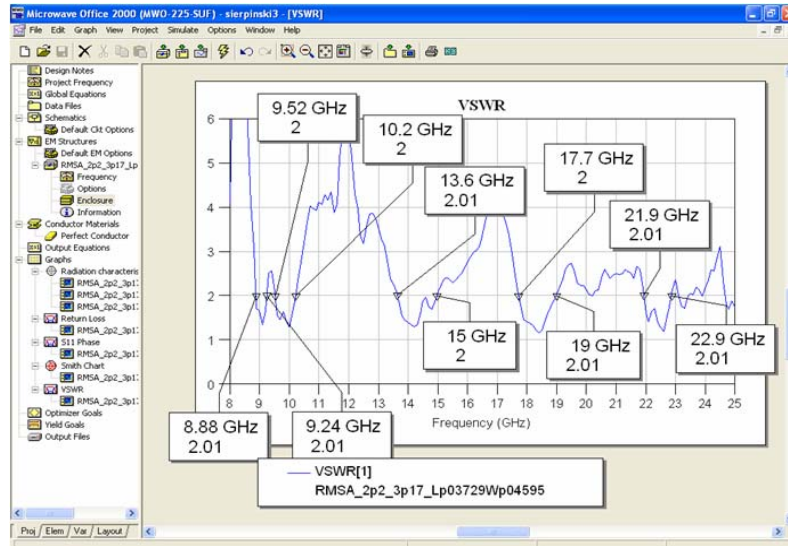 Microwave Office 2000 (MWO-225-SUF) - sierpinski3 - [VSWR]
File Edit Graph View Project Simulate Options Window Help
Design Notes
Project Frequency
Global Equations
Data Files
Schematics
Default Ckt Options
EM Structures
Default EM Options
RMSA_2p2_3p17_Lp
Frequency
Options
Enclosure
Information
Conductor Materials
Perfect Conductor
Output Equations
Graphs
Radiation characteris
RMSA_2p2_3p1
RMSA_2p2_3p1
RMSA_2p2_3p1
Return Loss
RMSA_2p2_3p1
S11 Phase
RMSA_2p2_3p1
Smith Chart
RMSA_2p2_3p1
VSWR
RMSA_2p2_3p1
Optimizer Goals
Yield Goals
Output Files
Proj Elem Var Layout
VSWR
9.52 GHz
2
10.2 GHz
2
13.6 GHz
2.01
17.7 GHz
2
21.9 GHz
2.01
15 GHz
2
19 GHz
2.01
22.9 GHz
2.01
8.88 GHz
2.01
9.24 GHz
2.01
6
5
4
3
2
1
0
8 9 10 11 12 13 14 15 16 17 18 19 20 21 22 23 24 25
Frequency (GHz)
VSWR[1]
RMSA_2p2_3p17_Lp03729Wp04595